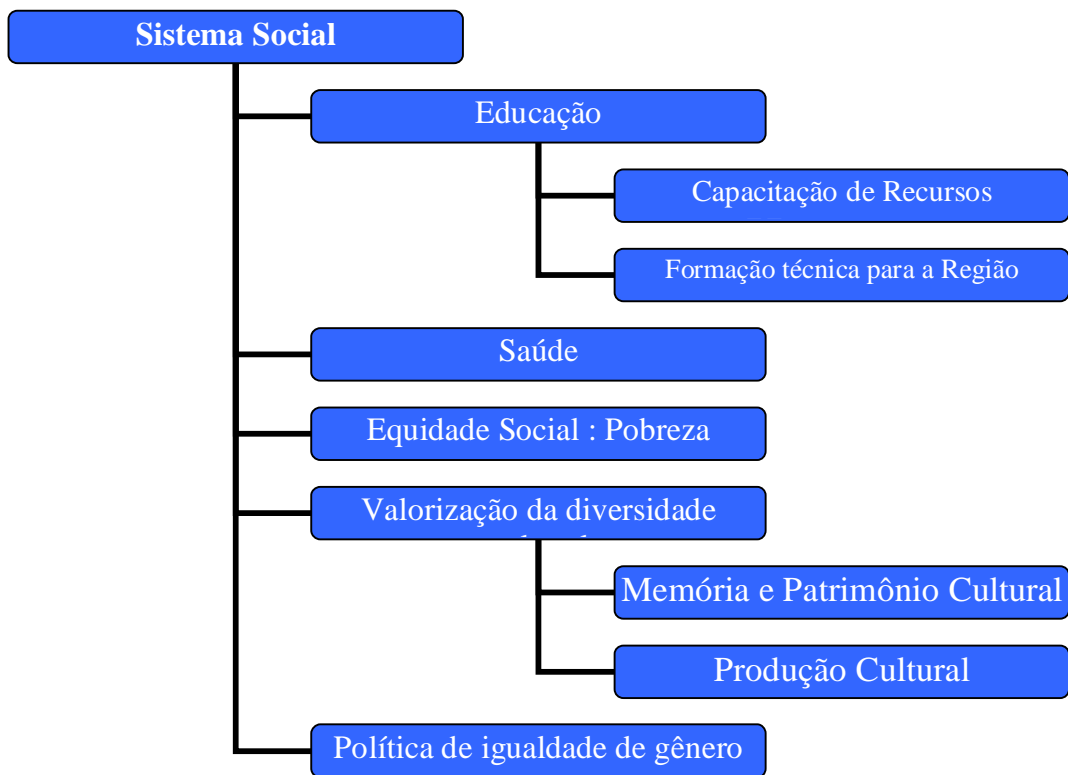 Sistema Social
Educação
Capacitação de Recursos
Formação técnica para a Região
Saúde
Equidade Social : Pobreza
Valorização da diversidade
Memória e Patrimônio Cultural
Produção Cultural
Política de igualdade de gênero